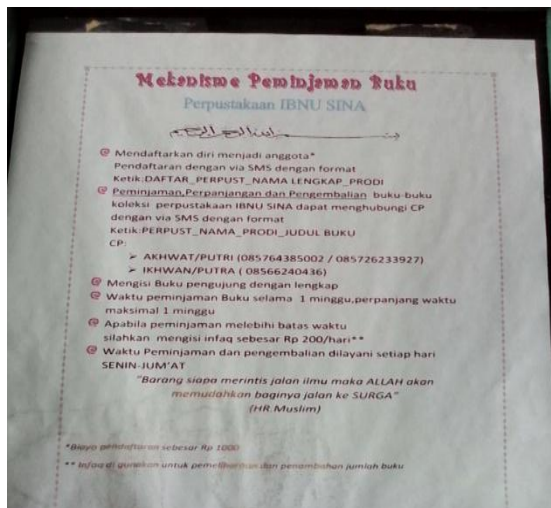 Mekanisme Peminjaman Buku
Perpustakaan IBNU SINA
@ Mendaftarkan diri menjadi anggota*
Pendaftaran dengan via SMS dengan format
Ketik:DAFTAR_PERPUST_NAMA LENGKAP_PRODI
@ Peminjaman,Perpanjangan dan Pengembalian buku-buku
koleksi perpustakaan IBNU SINA dapat menghubungi CP
dengan via SMS dengan format
Ketik:PERPUST_NAMA_PRODI_JUDUL BUKU
CP:
➢ AKHWAT/PUTRI (085764385002 / 085726233927)
➢ IKHWAN/PUTRA ( 08566240436)
@ Mengisi Buku pengujung dengan lengkap
@ Waktu peminjaman Buku selama 1 minggu,perpanjang waktu
maksimal 1 minggu
@ Apabila peminjaman melebihi batas waktu
silahkan mengisi infaq sebesar Rp 200/hari**
@ Waktu Peminjaman dan pengembalian dilayani setiap hari
SENIN-JUM'AT
"Barang siapa merintis jalan ilmu maka ALLAH akan
memudahkan baginya jalan ke SURGA"
(HR.Muslim)
*Biaya pendaftaran sebesar Rp 1000
** Infaq di gunakan untuk pemeliharaan dan penambahan jumlah buku